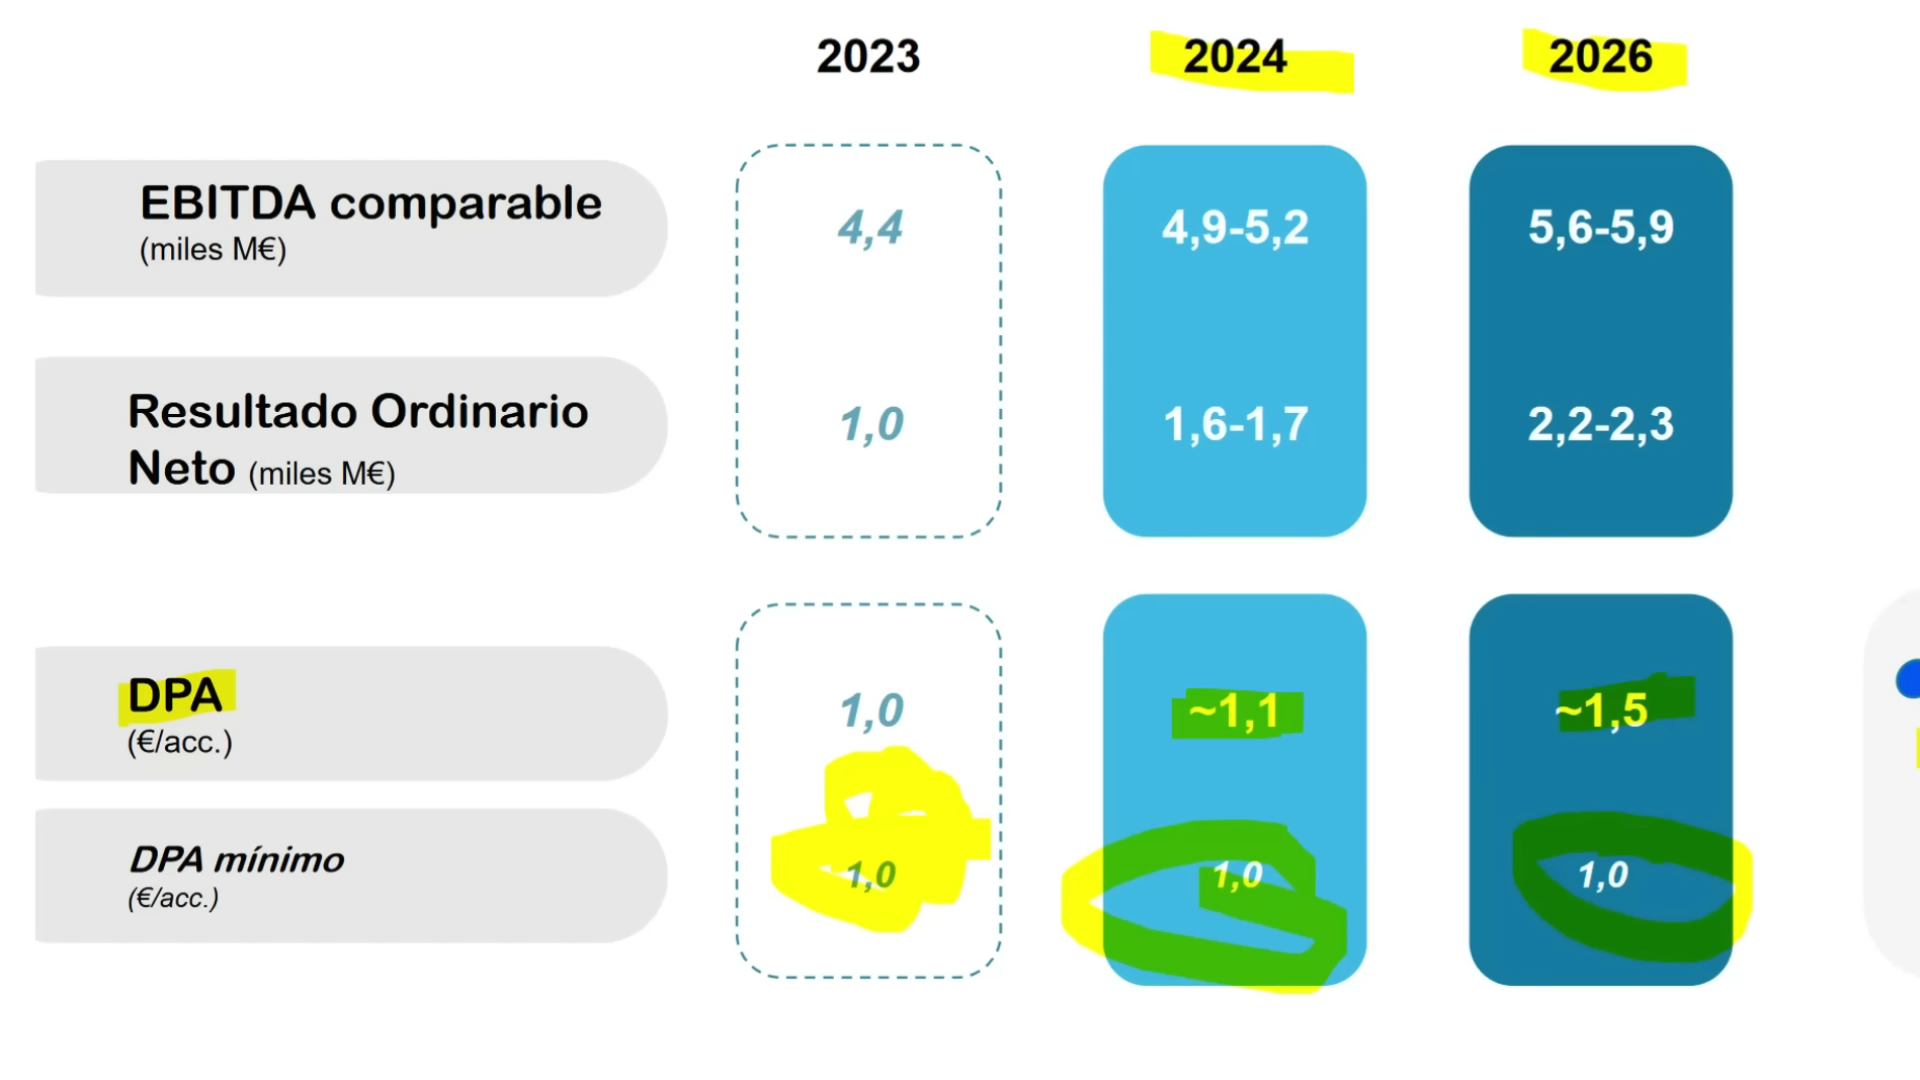 2023 2024 2026
EBITDA comparable
(miles M€)
4,4 4,9-5,2 5,6-5,9
Resultado Ordinario
Neto (miles M€)
1,0 1,6-1,7 2,2-2,3
DPA
(€/acc.)
1,0 ~1,1 ~1,5
DPA mínimo
(€/acc.)
1,0 1,0 1,0